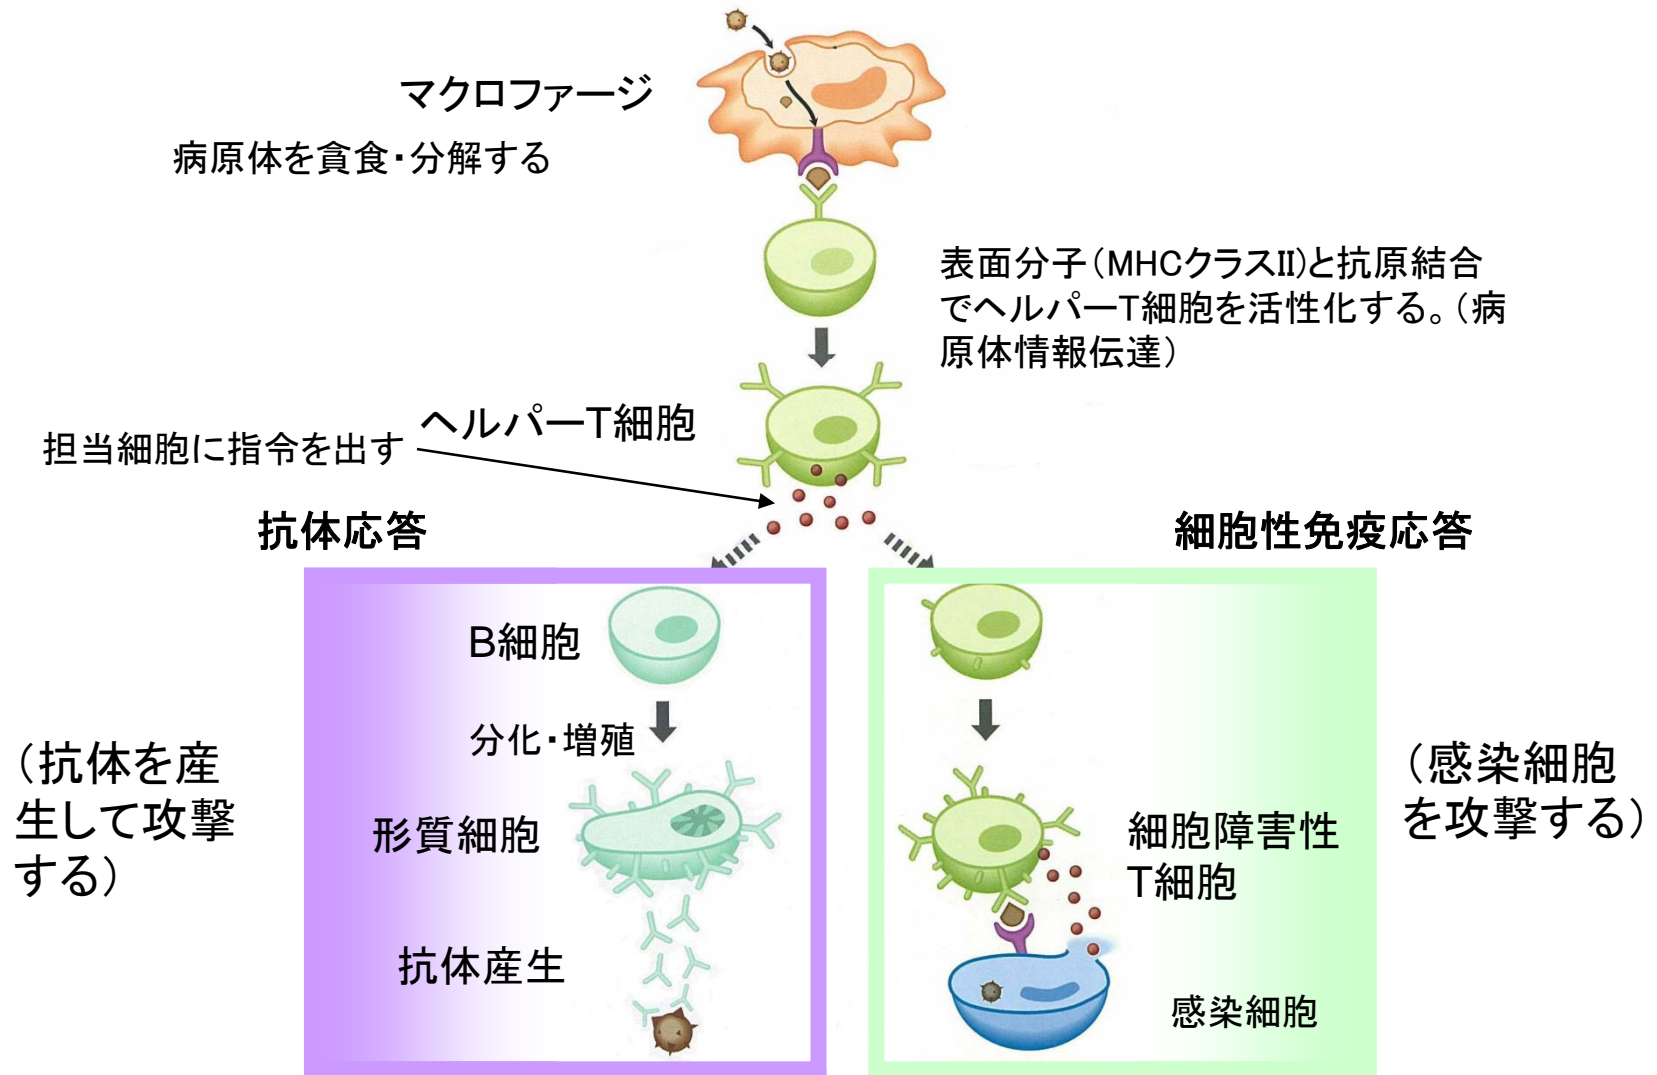 マクロファージ
病原体を貪食・分解する
表面分子（MHCクラスII)と抗原結合
でヘルパーT細胞を活性化する。（病
原体情報伝達）
ヘルパーT細胞
担当細胞に指令を出す
抗体応答
細胞性免疫応答
B細胞
分化・増殖
（抗体を産
生して攻撃
する）
形質細胞
抗体産生
（感染細胞
を攻撃する）
細胞障害性
T細胞
感染細胞